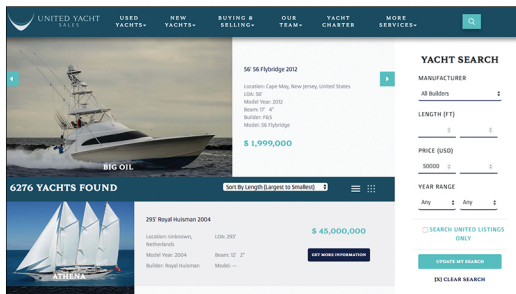 UNITED YACHT
SALES
USED
YACHTS
NEW
YACHTS
BUYING &
SELLING
OUR
TEAM
YACHT
CHARTER
MORE
SERVICES
56' 56 Flybridge 2012
Location: Cape May, New Jersey, United States
LOA: 56'
Model Year: 2012
Beam: 17' 4"
Builder: F&S
Model: 56 Flybridge
$ 1,999,000
BIG OIL
6276 YACHTS FOUND
Sort By Length (Largest to Smallest)
295' Royal Huisman 2004
Location: Unknown,
Netherlands
LOA: 295'
Model Year: 2004
Beam: 12' 2"
Builder: Royal Huisman
Model: --
$ 45,000,000
GET MORE INFORMATION
ATHENA
YACHT SEARCH
MANUFACTURER
All Builders
LENGTH (FT)
PRICE (USD)
50000
YEAR RANGE
Any
Any
SEARCH UNITED LISTINGS
ONLY
UPDATE MY SEARCH
[X] CLEAR SEARCH